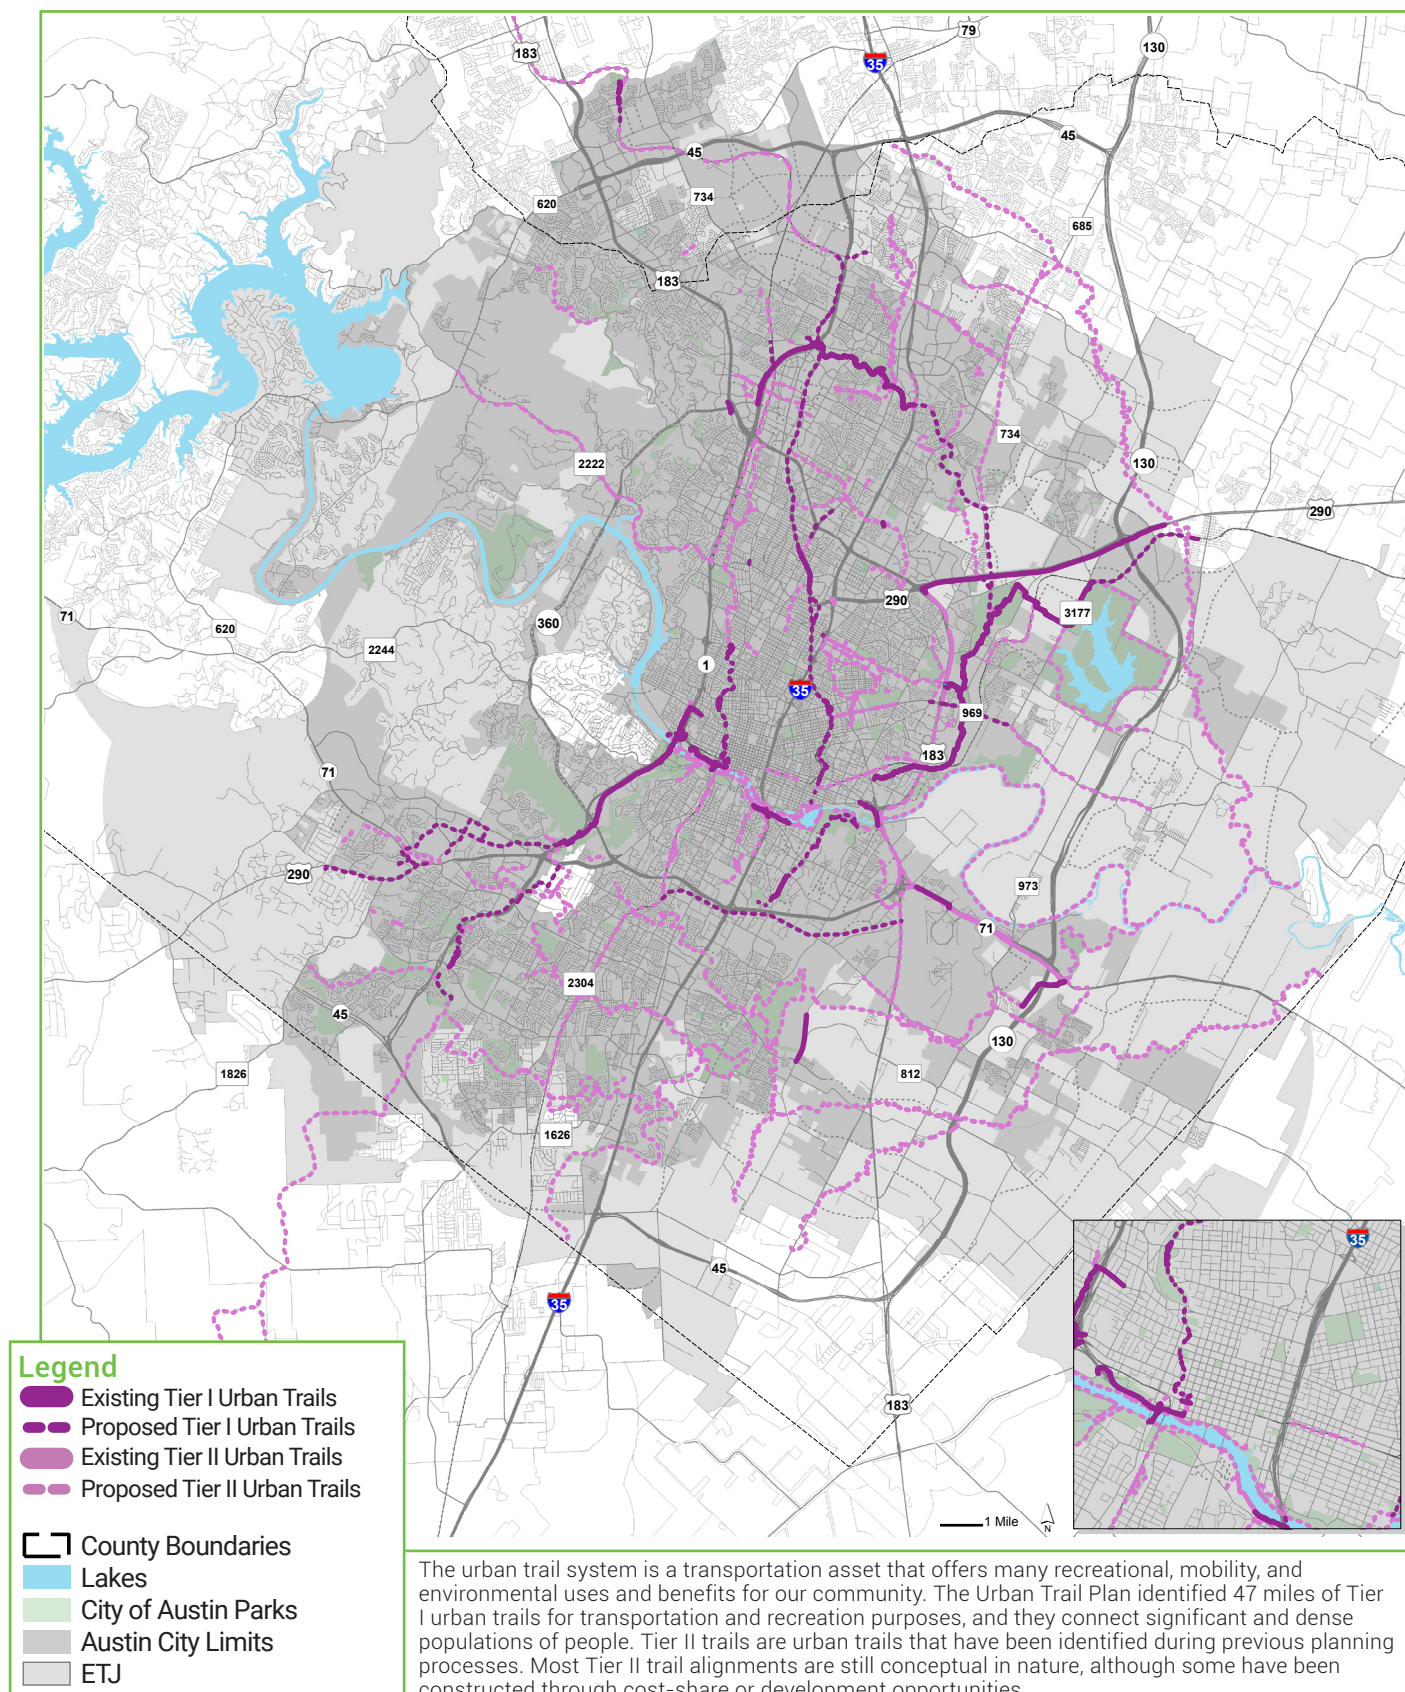 183
79
35
130
45
45
620
734
685
183
734
2222
130
290
71
620
2244
360
290
3177
1
35
969
183
71
290
973
71
2304
45
130
1826
812
1626
45
35
35
183
1 Mile
N
Legend
Existing Tier I Urban Trails
Proposed Tier I Urban Trails
Existing Tier II Urban Trails
Proposed Tier II Urban Trails
County Boundaries
Lakes
City of Austin Parks
Austin City Limits
ETJ
The urban trail system is a transportation asset that offers many recreational, mobility, and
environmental uses and benefits for our community. The Urban Trail Plan identified 47 miles of Tier
I urban trails for transportation and recreation purposes, and they connect significant and dense
populations of people. Tier II trails are urban trails that have been identified during previous planning
processes. Most Tier II trail alignments are still conceptual in nature, although some have been
constructed through cost-share or development opportunities